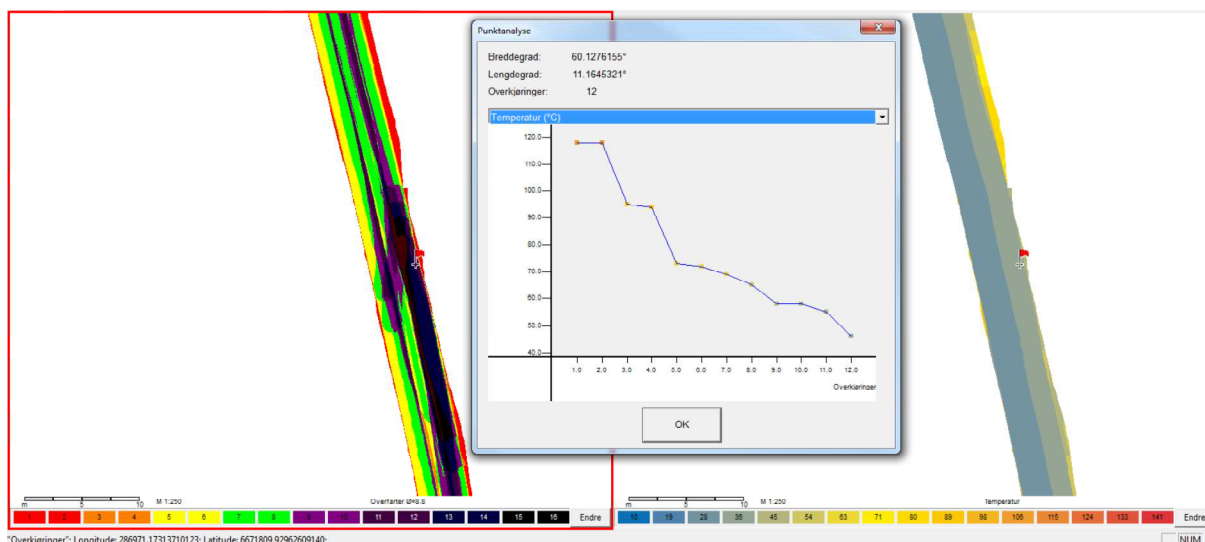 Punktanalyse
Breddegrad: 60.1276155°
Lengdegrad: 11.1645321°
Overkjøringer: 12
Temperatur (°C)
120.0
110.0
100.0
90.0
80.0
70.0
60.0
50.0
40.0
1.0 2.0 3.0 4.0 5.0 6.0 7.0 8.0 9.0 10.0 11.0 12.0
Overkjøringer
OK
m 5 10 M 1:250 Overfarter Ø=8.8
1 2 3 4 5 6 7 8 9 10 11 12 13 14 15 16 Endre
m 5 10 M 1:250 Temperatur
10 19 28 36 45 54 63 71 80 89 98 106 115 124 133 141 Endre
"Overkjøringer": Longitude: 286971.17313710123; Latitude: 6671809.92962609140;
NUM